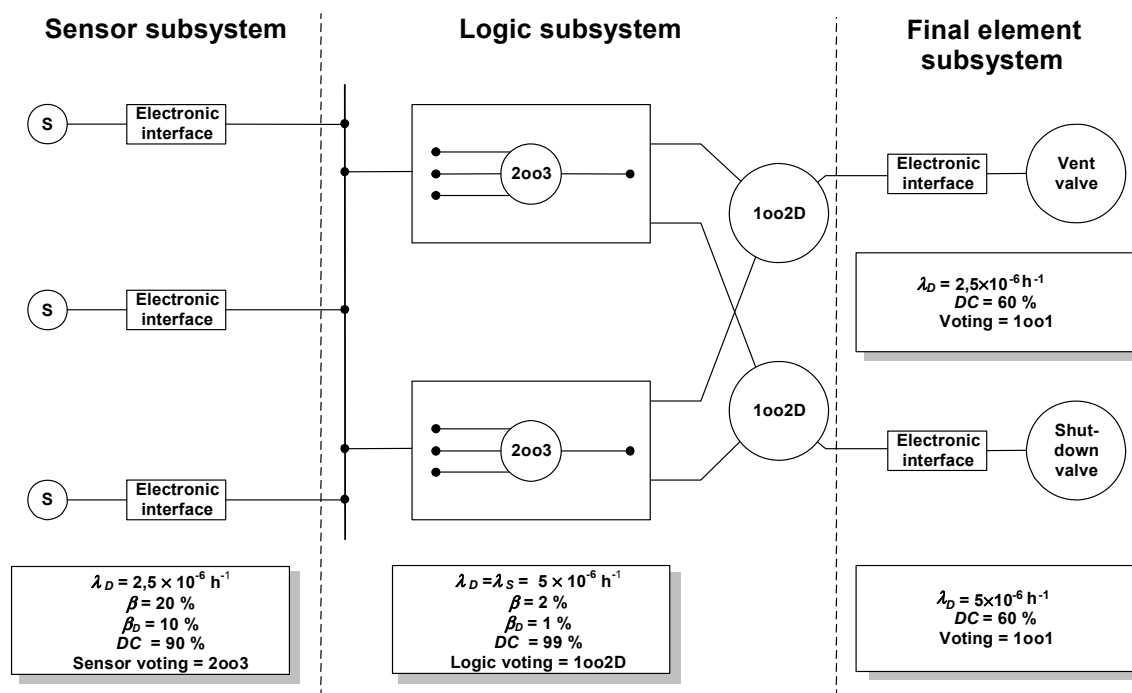 Sensor subsystem
Logic subsystem
Final element
subsystem
S
Electronic
interface
S
Electronic
interface
S
Electronic
interface
2oo3
2oo3
1oo2D
1oo2D
Electronic
interface
Vent
valve
λD = 2,5×10-6 h-1
DC = 60 %
Voting = 1oo1
Electronic
interface
Shut-
down
valve
λD = 2,5 × 10-6 h-1
β = 20 %
βD = 10 %
DC = 90 %
Sensor voting = 2oo3
λD = λS = 5 × 10-6 h-1
β = 2 %
βD = 1 %
DC = 99 %
Logic voting = 1oo2D
λD = 5×10-6 h-1
DC = 60 %
Voting = 1oo1